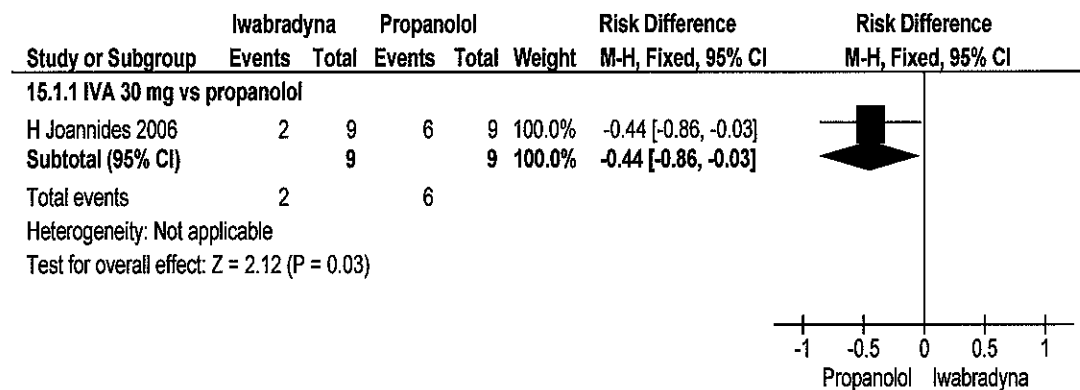 Iwabradyna Propanolol Risk Difference Risk Difference
Study or Subgroup Events Total Events Total Weight M-H, Fixed, 95% CI M-H, Fixed, 95% CI
15.1.1 IVA 30 mg vs propanolol
H Joannides 2006 2 9 6 9 100.0% -0.44 [-0.86, -0.03]
Subtotal (95% CI) 9 9 100.0% -0.44 [-0.86, -0.03]
Total events 2 6
Heterogeneity: Not applicable
Test for overall effect: Z = 2.12 (P = 0.03)
-1 -0.5 0 0.5 1
Propanolol Iwabradyna